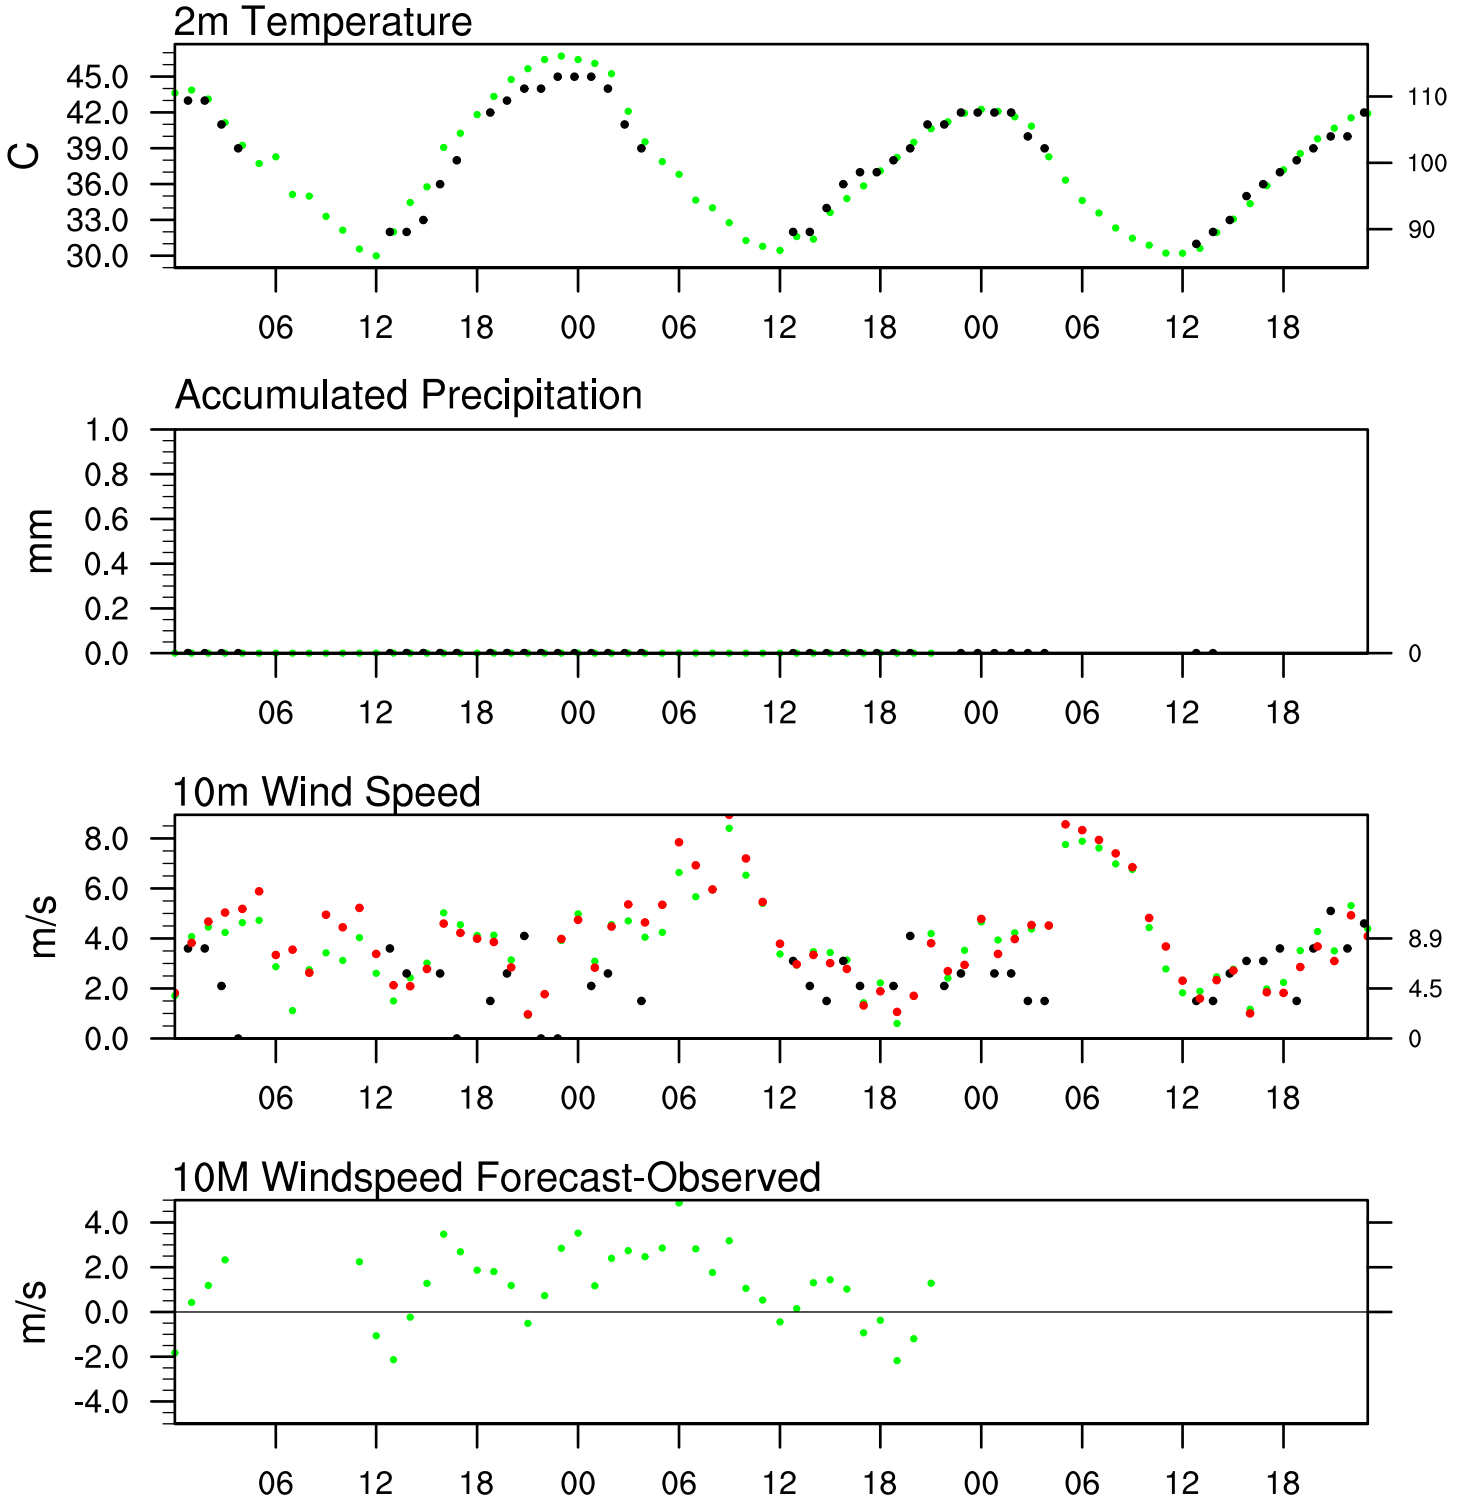 2m Temperature
45.0
42.0
39.0
36.0
33.0
30.0
C
110
100
90
06 12 18 00 06 12 18 00 06 12 18
Accumulated Precipitation
1.0
0.8
0.6
0.4
0.2
0.0
mm
0
06 12 18 00 06 12 18 00 06 12 18
10m Wind Speed
8.0
6.0
4.0
2.0
0.0
m/s
8.9
4.5
0
06 12 18 00 06 12 18 00 06 12 18
10M Windspeed Forecast-Observed
4.0
2.0
0.0
-2.0
-4.0
m/s
06 12 18 00 06 12 18 00 06 12 18